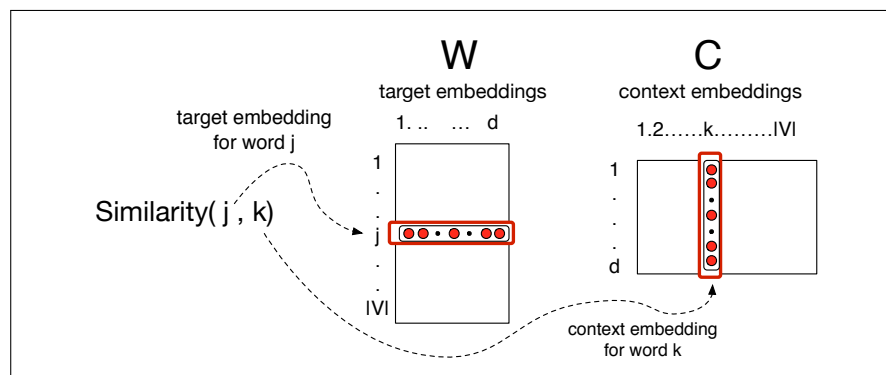 W
target embeddings
1. .. … d
C
context embeddings
1.2……k………|V|
target embedding
for word j
Similarity( j , k)
1
.
.
.
j
.
.
|V|
1
.
.
.
.
d
context embedding
for word k